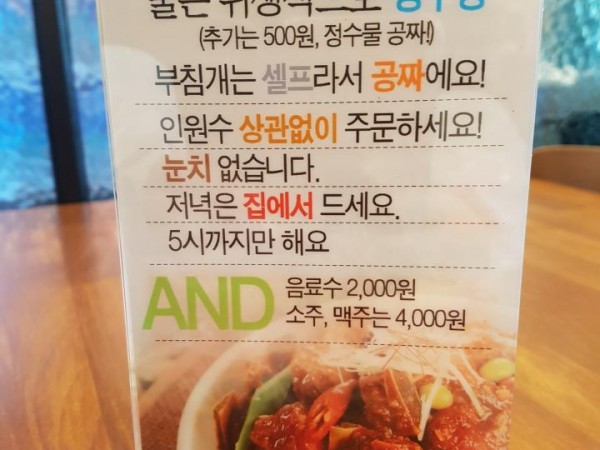 (추가는 500원, 정수물 공짜!)
부침개는 셀프라서 공짜에요!
인원수 상관없이 주문하세요!
눈치 없습니다.
저녁은 집에서 드세요.
5시까지만 해요
AND 음료수 2,000원
소주, 맥주는 4,000원